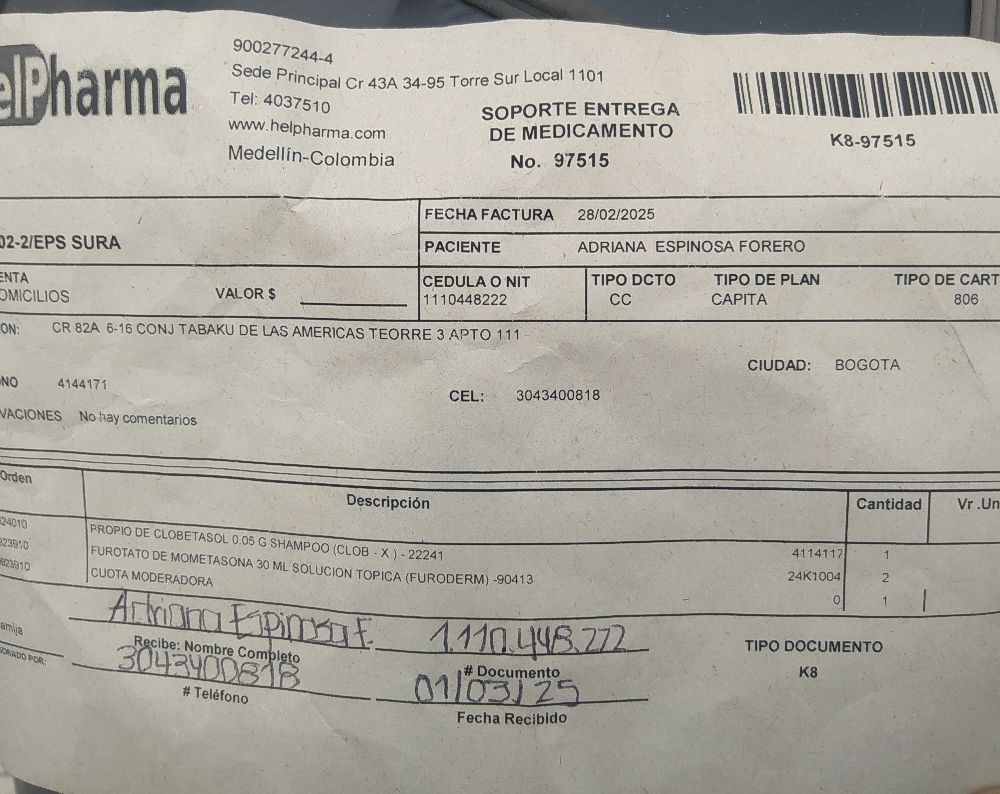 elPharma
900277244-4
Sede Principal Cr 43A 34-95 Torre Sur Local 1101
Tel: 4037510
www.helpharma.com
Medellín-Colombia
SOPORTE ENTREGA
DE MEDICAMENTO
No. 97515
K8-97515
02-2/EPS SURA
FECHA FACTURA 28/02/2025
PACIENTE ADRIANA ESPINOSA FORERO
ENTA
OMICILIOS VALOR $
CEDULA O NIT TIPO DCTO TIPO DE PLAN TIPO DE CART
1110448222 CC CAPITA 806
ON: CR 82A 6-16 CONJ TABAKU DE LAS AMERICAS TEORRE 3 APTO 111
CIUDAD: BOGOTA
NO 4144171
CEL: 3043400818
VACIONES No hay comentarios
Orden Descripción Cantidad Vr .Un
24010 PROPIO DE CLOBETASOL 0.05 G SHAMPOO (CLOB - X ) - 22241 4114117 1
823910 FUROTATO DE MOMETASONA 30 ML SOLUCION TOPICA (FURODERM) -90413 24K1004 2
823910 CUOTA MODERADORA 0 1
Adriana Espinosa F. 1.110.448.222
amija
Recibe: Nombre Completo # Documento
TIPO DOCUMENTO
K8
ORADO POR:
3043400818 01/03/25
# Teléfono Fecha Recibido